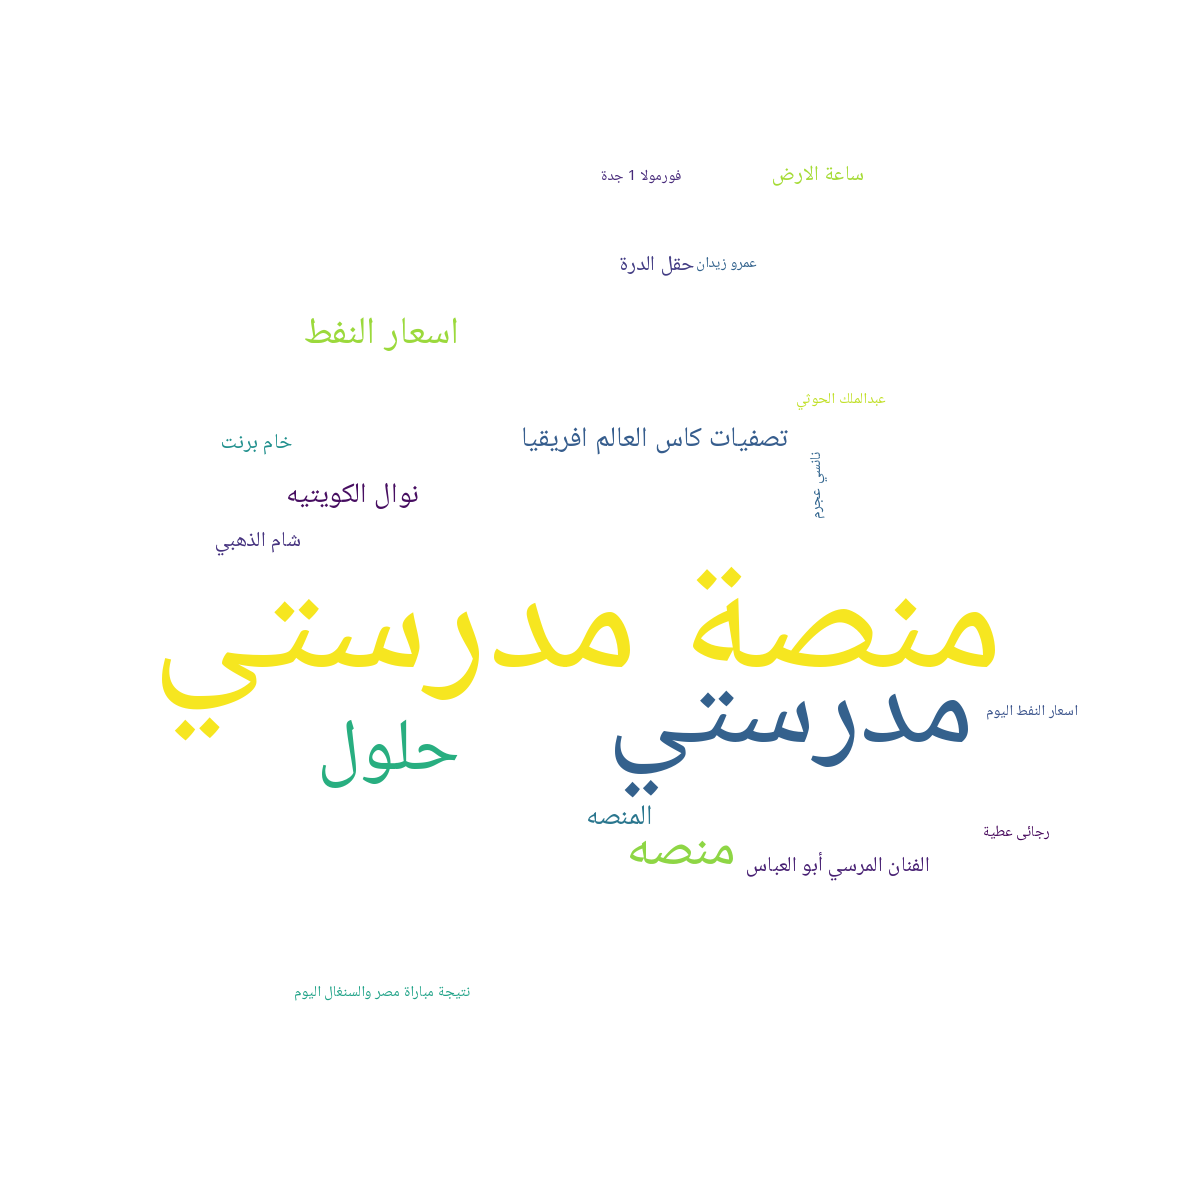 ساعة الارض
فورمولا 1 جدة
عمرو زيدان
حقل الدرة
اسعار النفط
عبدالملك الحوثي
تصفيات كاس العالم افريقيا
خام برنت
نانسي عجرم
نوال الكويتيه
شام الذهبي
منصة مدرستي
مدرستي
اسعار النفط اليوم
حلول
المنصه
رجائى عطية
منصه
الفنان المرسي أبو العباس
نتيجة مباراة مصر والسنغال اليوم